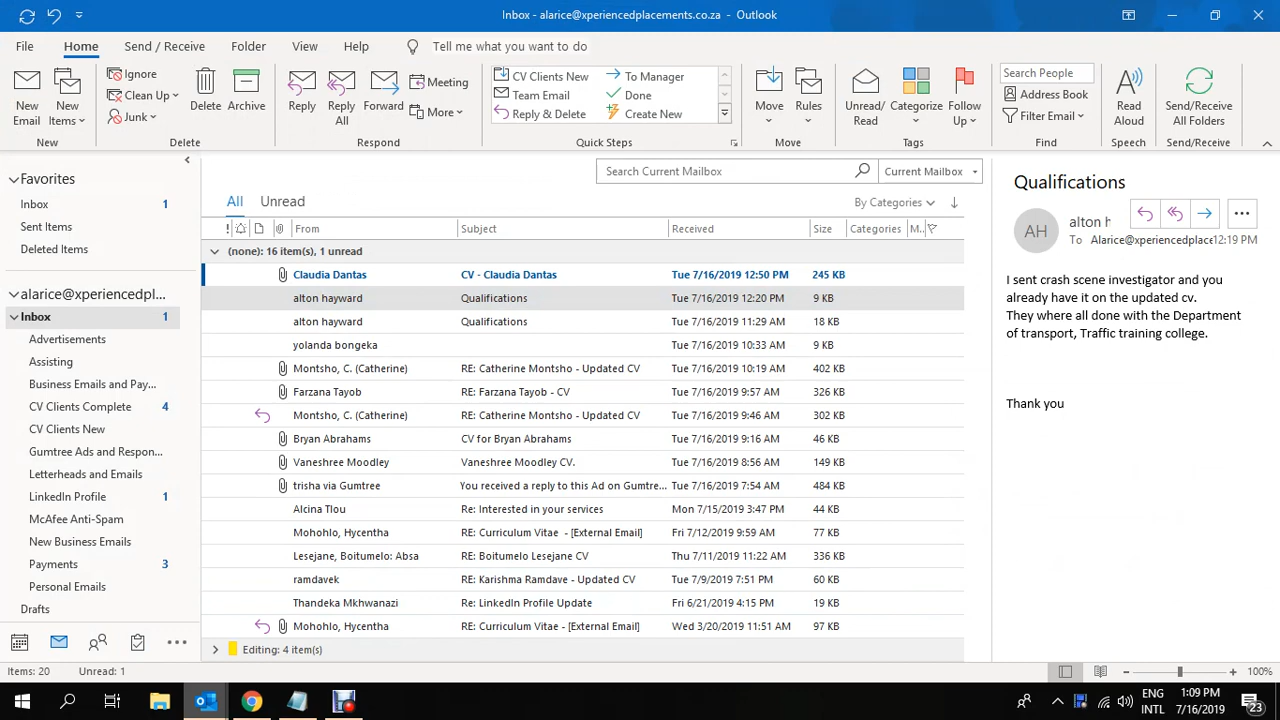 Inbox - alarice@xperiencedplacements.co.za - Outlook
File Home Send / Receive Folder View Help Tell me what you want to do
New Email
New Items
New
Ignore
Clean Up
Junk
Delete
Archive
Delete
Reply
Reply All
Forward
Meeting
More
Respond
CV Clients New
Team Email
Reply & Delete
To Manager
Done
Create New
Quick Steps
Move
Rules
Move
Unread/ Read
Categorize
Follow Up
Tags
Search People
Address Book
Filter Email
Find
Read Aloud
Speech
Send/Receive All Folders
Send/Receive
Favorites
Inbox 1
Sent Items
Deleted Items
alarice@xperiencedpl...
Inbox 1
Advertisements
Assisting
Business Emails and Pay...
CV Clients Complete 4
CV Clients New
Gumtree Ads and Respon...
Letterheads and Emails
LinkedIn Profile 1
McAfee Anti-Spam
New Business Emails
Payments 3
Personal Emails
Drafts
Search Current Mailbox Current Mailbox
All Unread By Categories
! From Subject Received Size Categories M...
(none): 16 item(s), 1 unread
Claudia Dantas CV - Claudia Dantas Tue 7/16/2019 12:50 PM 245 KB
alton hayward Qualifications Tue 7/16/2019 12:20 PM 9 KB
alton hayward Qualifications Tue 7/16/2019 11:29 AM 18 KB
yolanda bongeka Tue 7/16/2019 10:33 AM 9 KB
Montsho, C. (Catherine) RE: Catherine Montsho - Updated CV Tue 7/16/2019 10:19 AM 402 KB
Farzana Tayob RE: Farzana Tayob - CV Tue 7/16/2019 9:57 AM 326 KB
Montsho, C. (Catherine) RE: Catherine Montsho - Updated CV Tue 7/16/2019 9:46 AM 302 KB
Bryan Abrahams CV for Bryan Abrahams Tue 7/16/2019 9:16 AM 46 KB
Vaneshree Moodley Vaneshree Moodley CV. Tue 7/16/2019 8:56 AM 149 KB
trisha via Gumtree You received a reply to this Ad on Gumtre... Tue 7/16/2019 7:54 AM 484 KB
Alcina Tlou Re: Interested in your services Mon 7/15/2019 3:47 PM 44 KB
Mohohlo, Hycentha RE: Curriculum Vitae - [External Email] Fri 7/12/2019 9:59 AM 77 KB
Lesejane, Boitumelo: Absa RE: Boitumelo Lesejane CV Thu 7/11/2019 11:22 AM 336 KB
ramdavek RE: Karishma Ramdave - Updated CV Tue 7/9/2019 7:51 PM 60 KB
Thandeka Mkhwanazi Re: LinkedIn Profile Update Fri 6/21/2019 4:15 PM 19 KB
Mohohlo, Hycentha RE: Curriculum Vitae - [External Email] Wed 3/20/2019 11:51 AM 97 KB
Editing: 4 item(s)
Qualifications
AH
alton h
To Alarice@xperiencedplace 12:19 PM
I sent crash scene investigator and you
already have it on the updated cv.
They where all done with the Department
of transport, Traffic training college.
Thank you
Items: 20 Unread: 1 100%
ENG
INTL
1:09 PM
7/16/2019
23